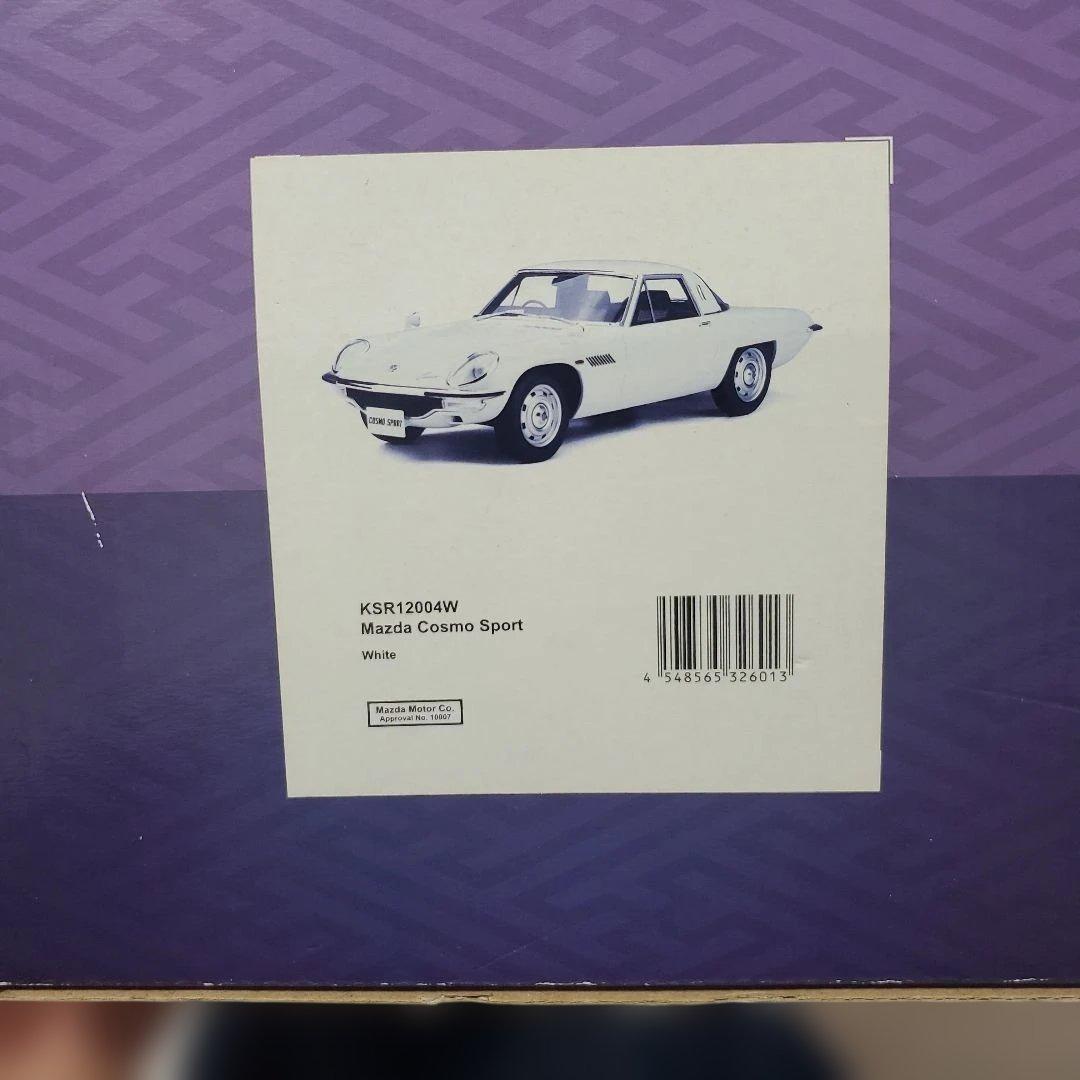 COSMO SPORT
KSR12004W
Mazda Cosmo Sport
White
4 548565 326013
Mazda Motor Co.
Approval No. 10007